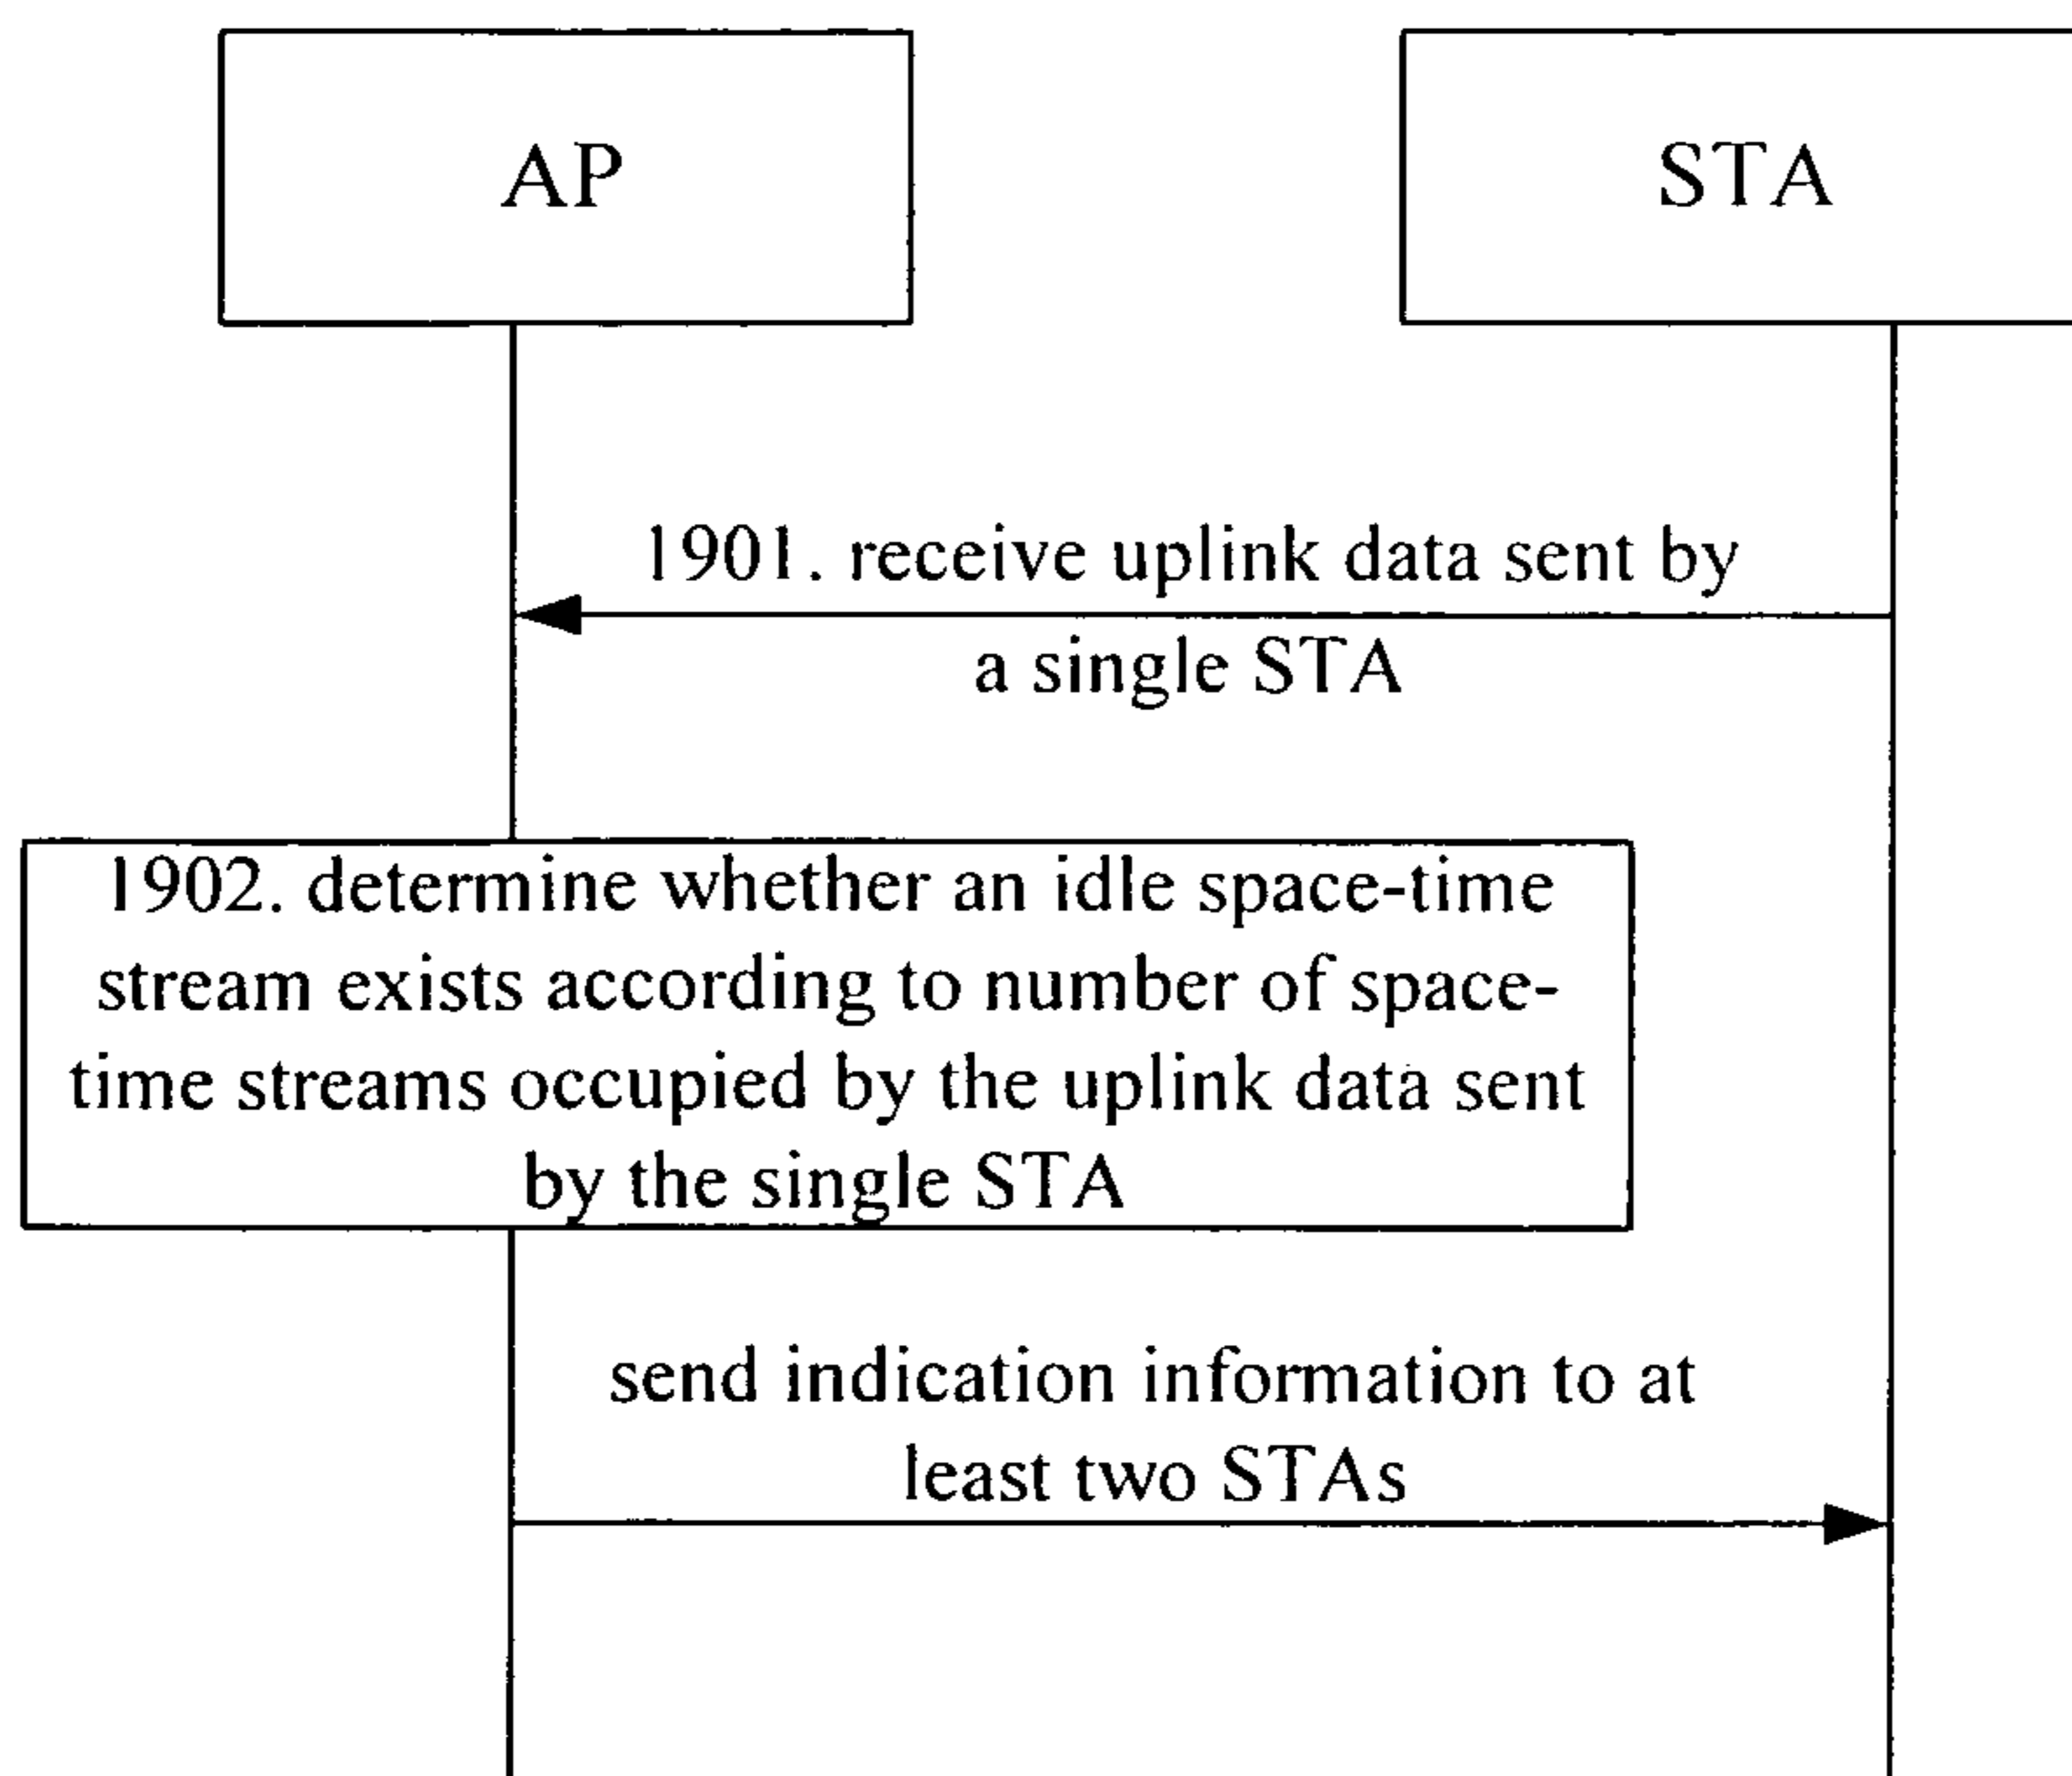 AP
STA
1901. receive uplink data sent by
a single STA
1902. determine whether an idle space-time
stream exists according to number of space-
time streams occupied by the uplink data sent
by the single STA
send indication information to at
least two STAs